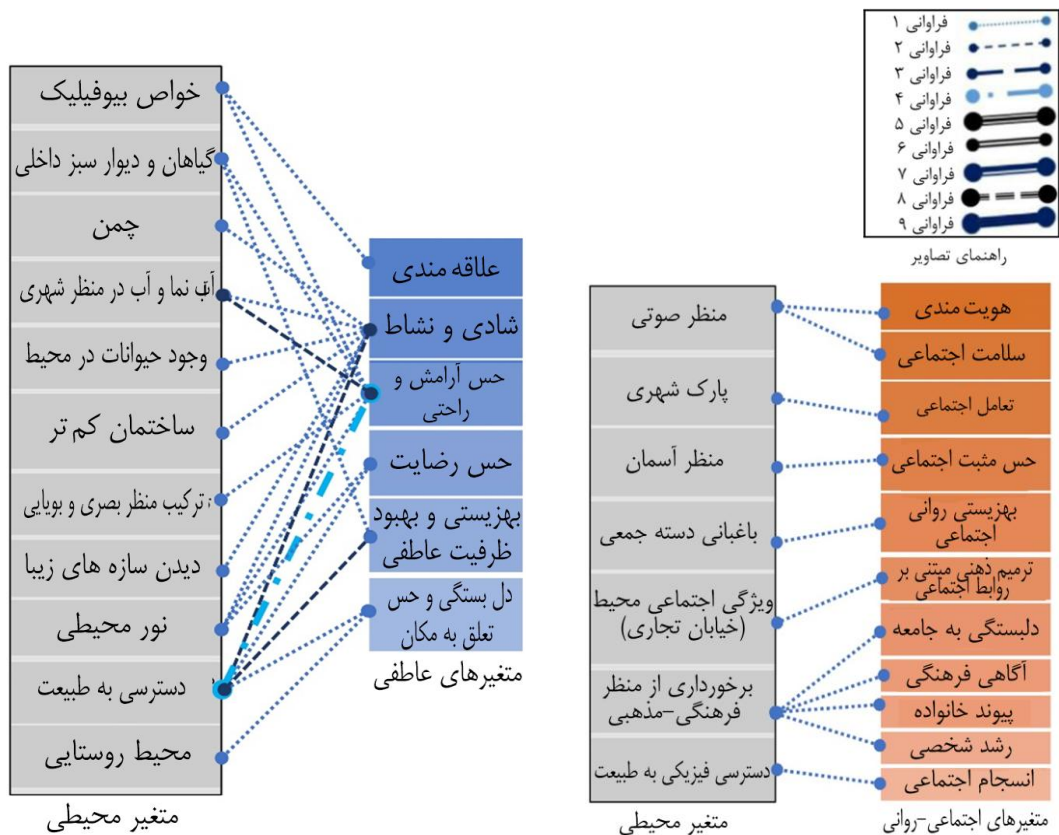 فراوانی ۱
فراوانی ۲
فراوانی ۳
فراوانی ۴
فراوانی ۵
فراوانی ۶
فراوانی ۷
فراوانی ۸
فراوانی ۹
راهنمای تصاویر
خواص بیوفیلیک
گیاهان و دیوار سبز داخلی
چمن
آب نما و آب در منظر شهری
وجود حیوانات در محیط
ساختمان کم تر
ترکیب منظر بصری و بویایی
دیدن سازه های زیبا
نور محیطی
دسترسی به طبیعت
محیط روستایی
متغیر محیطی
علاقه مندی
شادی و نشاط
حس آرامش و
راحتی
حس رضایت
بهزیستی و بهبود
ظرفیت عاطفی
دل بستگی و حس
تعلق به مکان
متغیرهای عاطفی
منظر صوتی
پارک شهری
منظر آسمان
باغبانی دسته جمعی
ویژگی اجتماعی محیط
(خیابان تجاری)
برخورداری از منظر
فرهنگی-مذهبی
دسترسی فیزیکی به طبیعت
متغیر محیطی
هویت مندی
سلامت اجتماعی
تعامل اجتماعی
حس مثبت اجتماعی
بهزیستی روانی
اجتماعی
ترمیم ذهنی مبتنی بر
روابط اجتماعی
دلبستگی به جامعه
آگاهی فرهنگی
پیوند خانواده
رشد شخصی
انسجام اجتماعی
متغیرهای اجتماعی-روانی